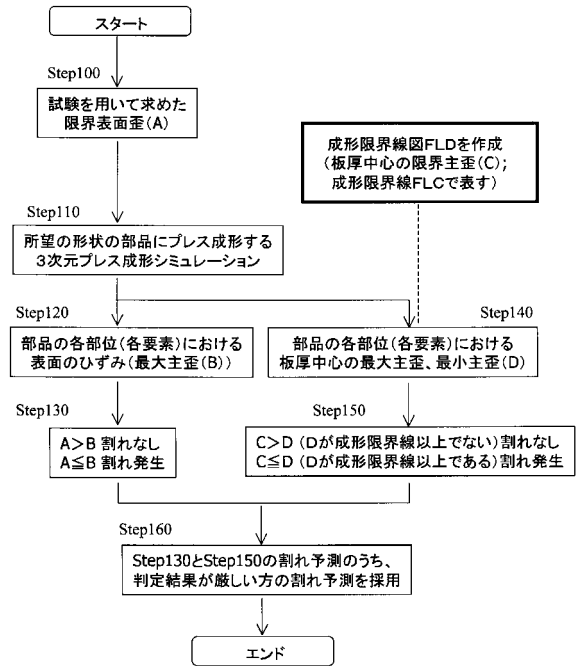 スタート
Step100
試験を用いて求めた
限界表面歪(A)
成形限界線図FLDを作成
(板厚中心の限界主歪(C);
成形限界線FLCで表す)
Step110
所望の形状の部品にプレス成形する
3次元プレス成形シミュレーション
Step120
Step140
部品の各部位(各要素)における
表面のひずみ(最大主歪(B))
部品の各部位(各要素)における
板厚中心の最大主歪、最小主歪(D)
Step130
Step150
A>B 割れなし
A≦B 割れ発生
C>D (Dが成形限界線以上でない)割れなし
C≦D (Dが成形限界線以上である)割れ発生
Step160
Step130とStep150の割れ予測のうち、
判定結果が厳しい方の割れ予測を採用
エンド